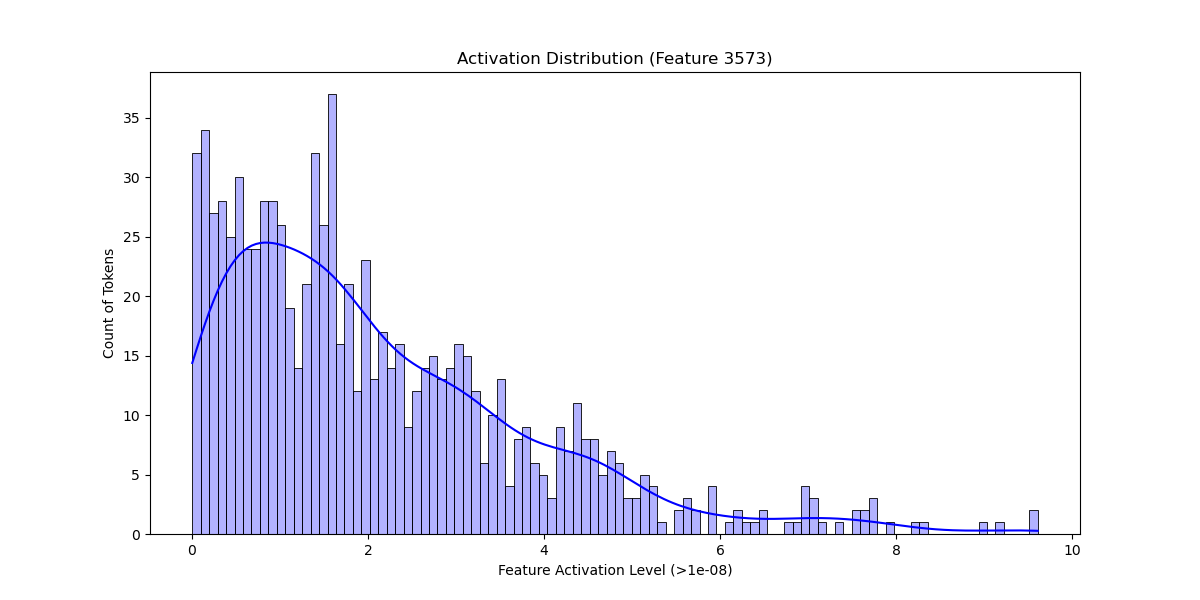 Activation Distribution (Feature 3573)
Count of Tokens
35
30
25
20
15
10
5
0
0 2 4 6 8 10
Feature Activation Level (>1e-08)